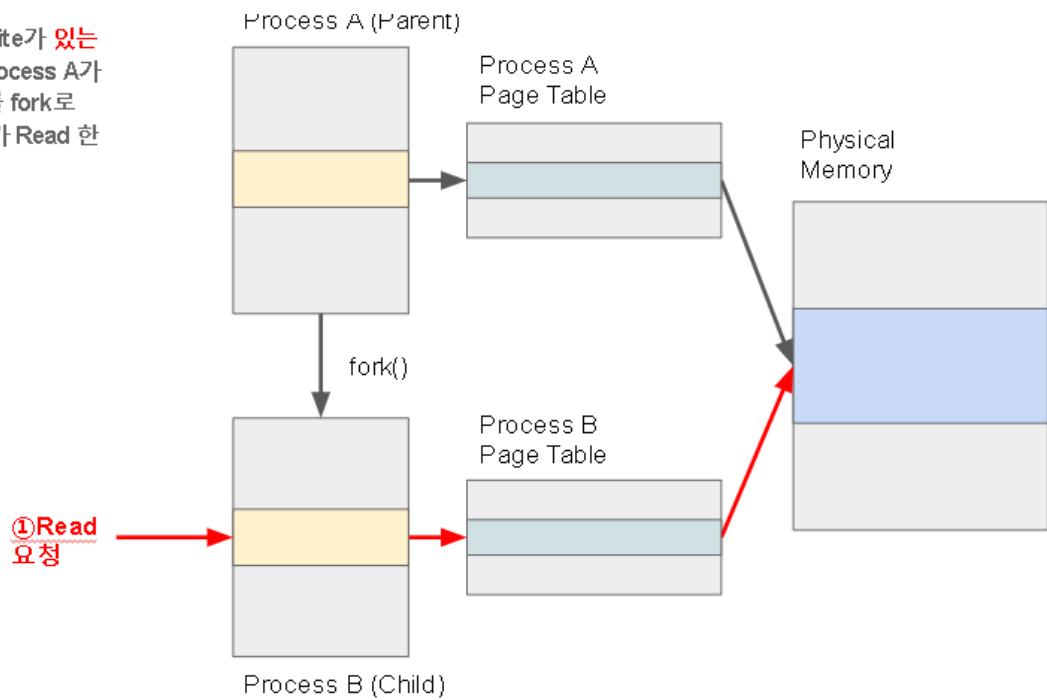 ite가 있는
ocess A가
fork로
가 Read 한
Process A (Parent)
Process A
Page Table
Physical
Memory
fork()
Process B
Page Table
①Read
요청
Process B (Child)